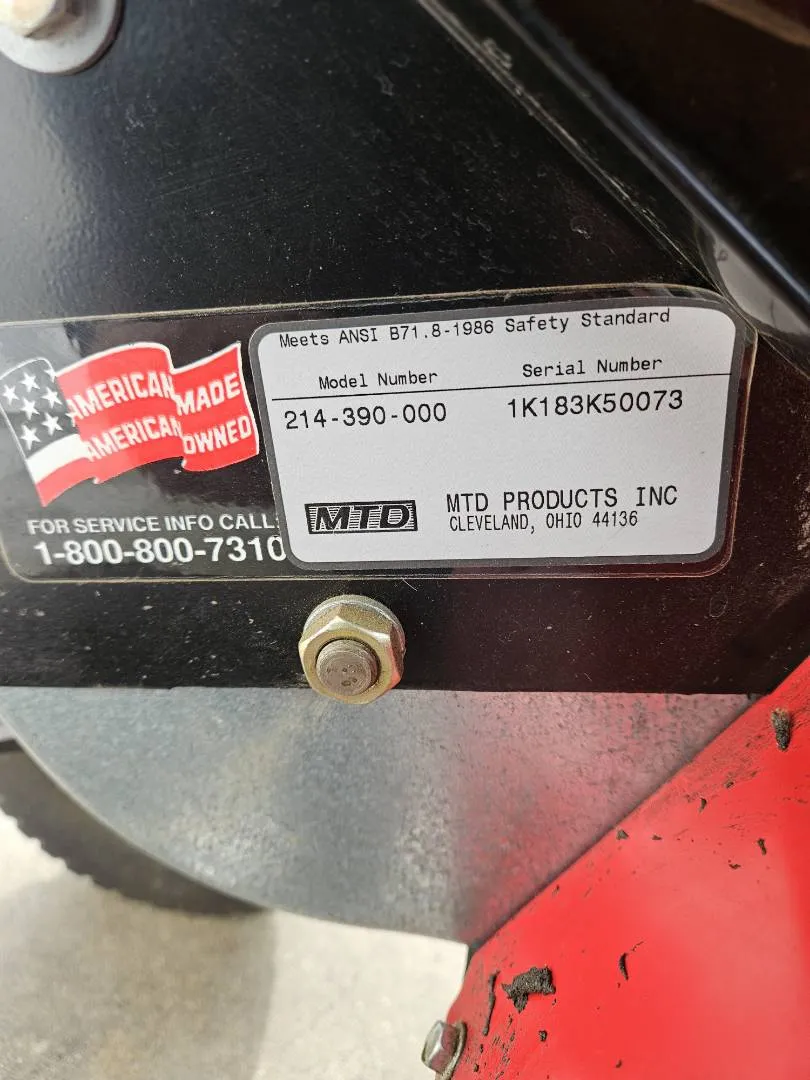 AMERICAN MADE
AMERICAN OWNED
FOR SERVICE INFO CALL:
1-800-800-7310
Meets ANSI B71.8-1986 Safety Standard
Model Number Serial Number
214-390-000 1K183K50073
MTD
MTD PRODUCTS INC
CLEVELAND, OHIO 44136